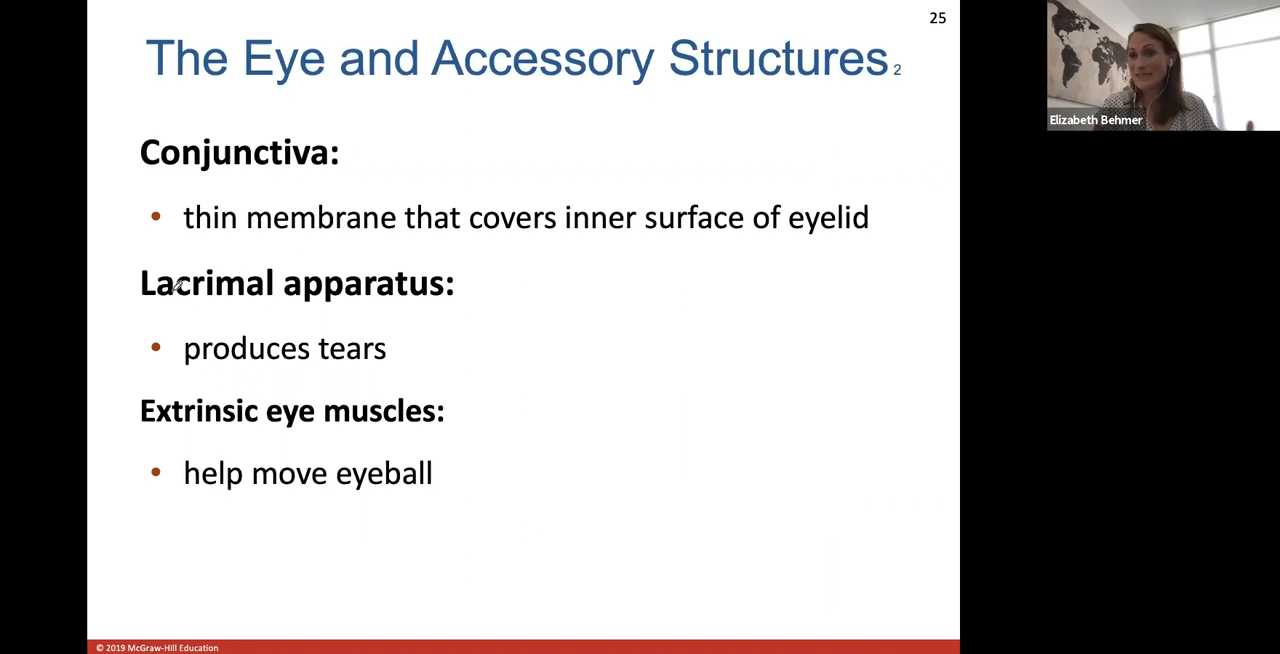 25
The Eye and Accessory Structures 2
Elizabeth Behmer
Conjunctiva:
• thin membrane that covers inner surface of eyelid
Lacrimal apparatus:
• produces tears
Extrinsic eye muscles:
• help move eyeball
© 2019 McGraw-Hill Education